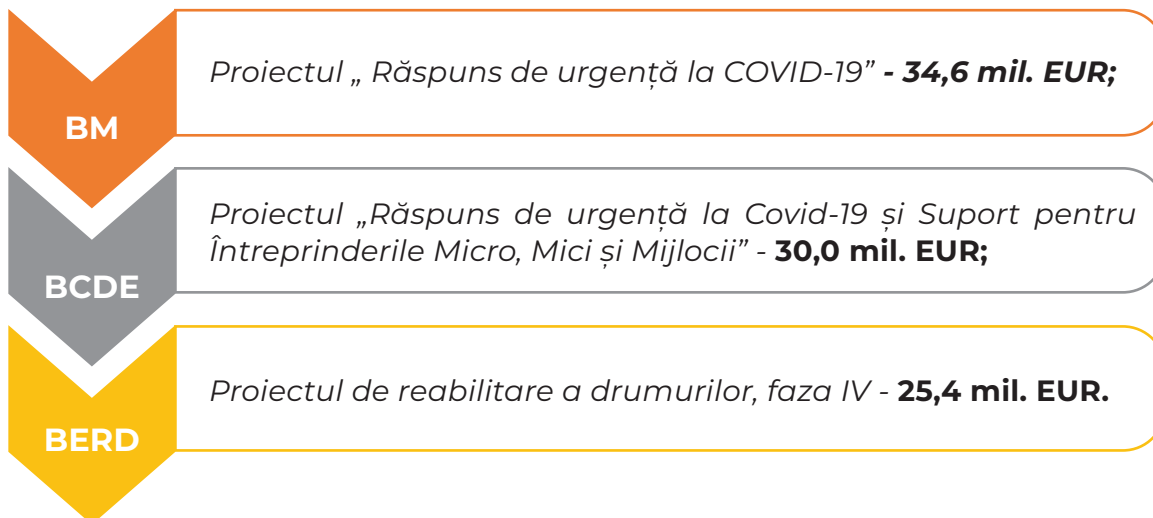 Proiectul „ Răspuns de urgență la COVID-19” - 34,6 mil. EUR;
BM
Proiectul „Răspuns de urgență la Covid-19 și Suport pentru
Întreprinderile Micro, Mici și Mijlocii” - 30,0 mil. EUR;
BCDE
Proiectul de reabilitare a drumurilor, faza IV - 25,4 mil. EUR.
BERD